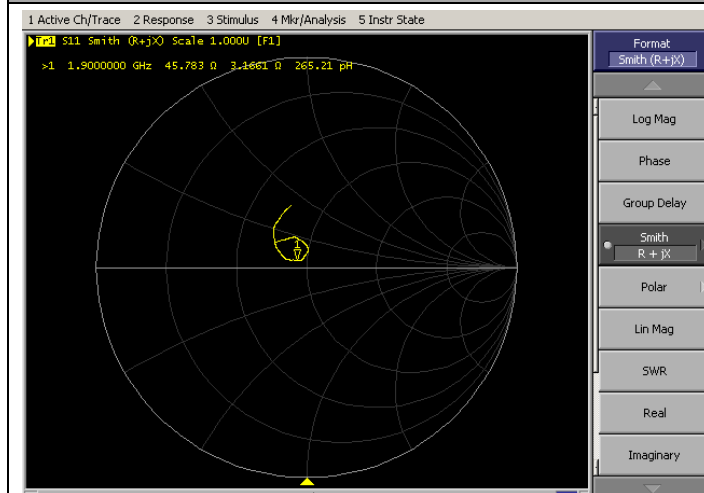 1 Active Ch/Trace 2 Response 3 Stimulus 4 Mkr/Analysis 5 Instr State
Tr1 S11 Smith (R+jX) Scale 1.000U [F1]
>1 1.9000000 GHz 45.783 Ω 3.1661 Ω 265.21 pH
1
Format
Smith (R+jX)
Log Mag
Phase
Group Delay
Smith
R + jX
Polar
Lin Mag
SWR
Real
Imaginary